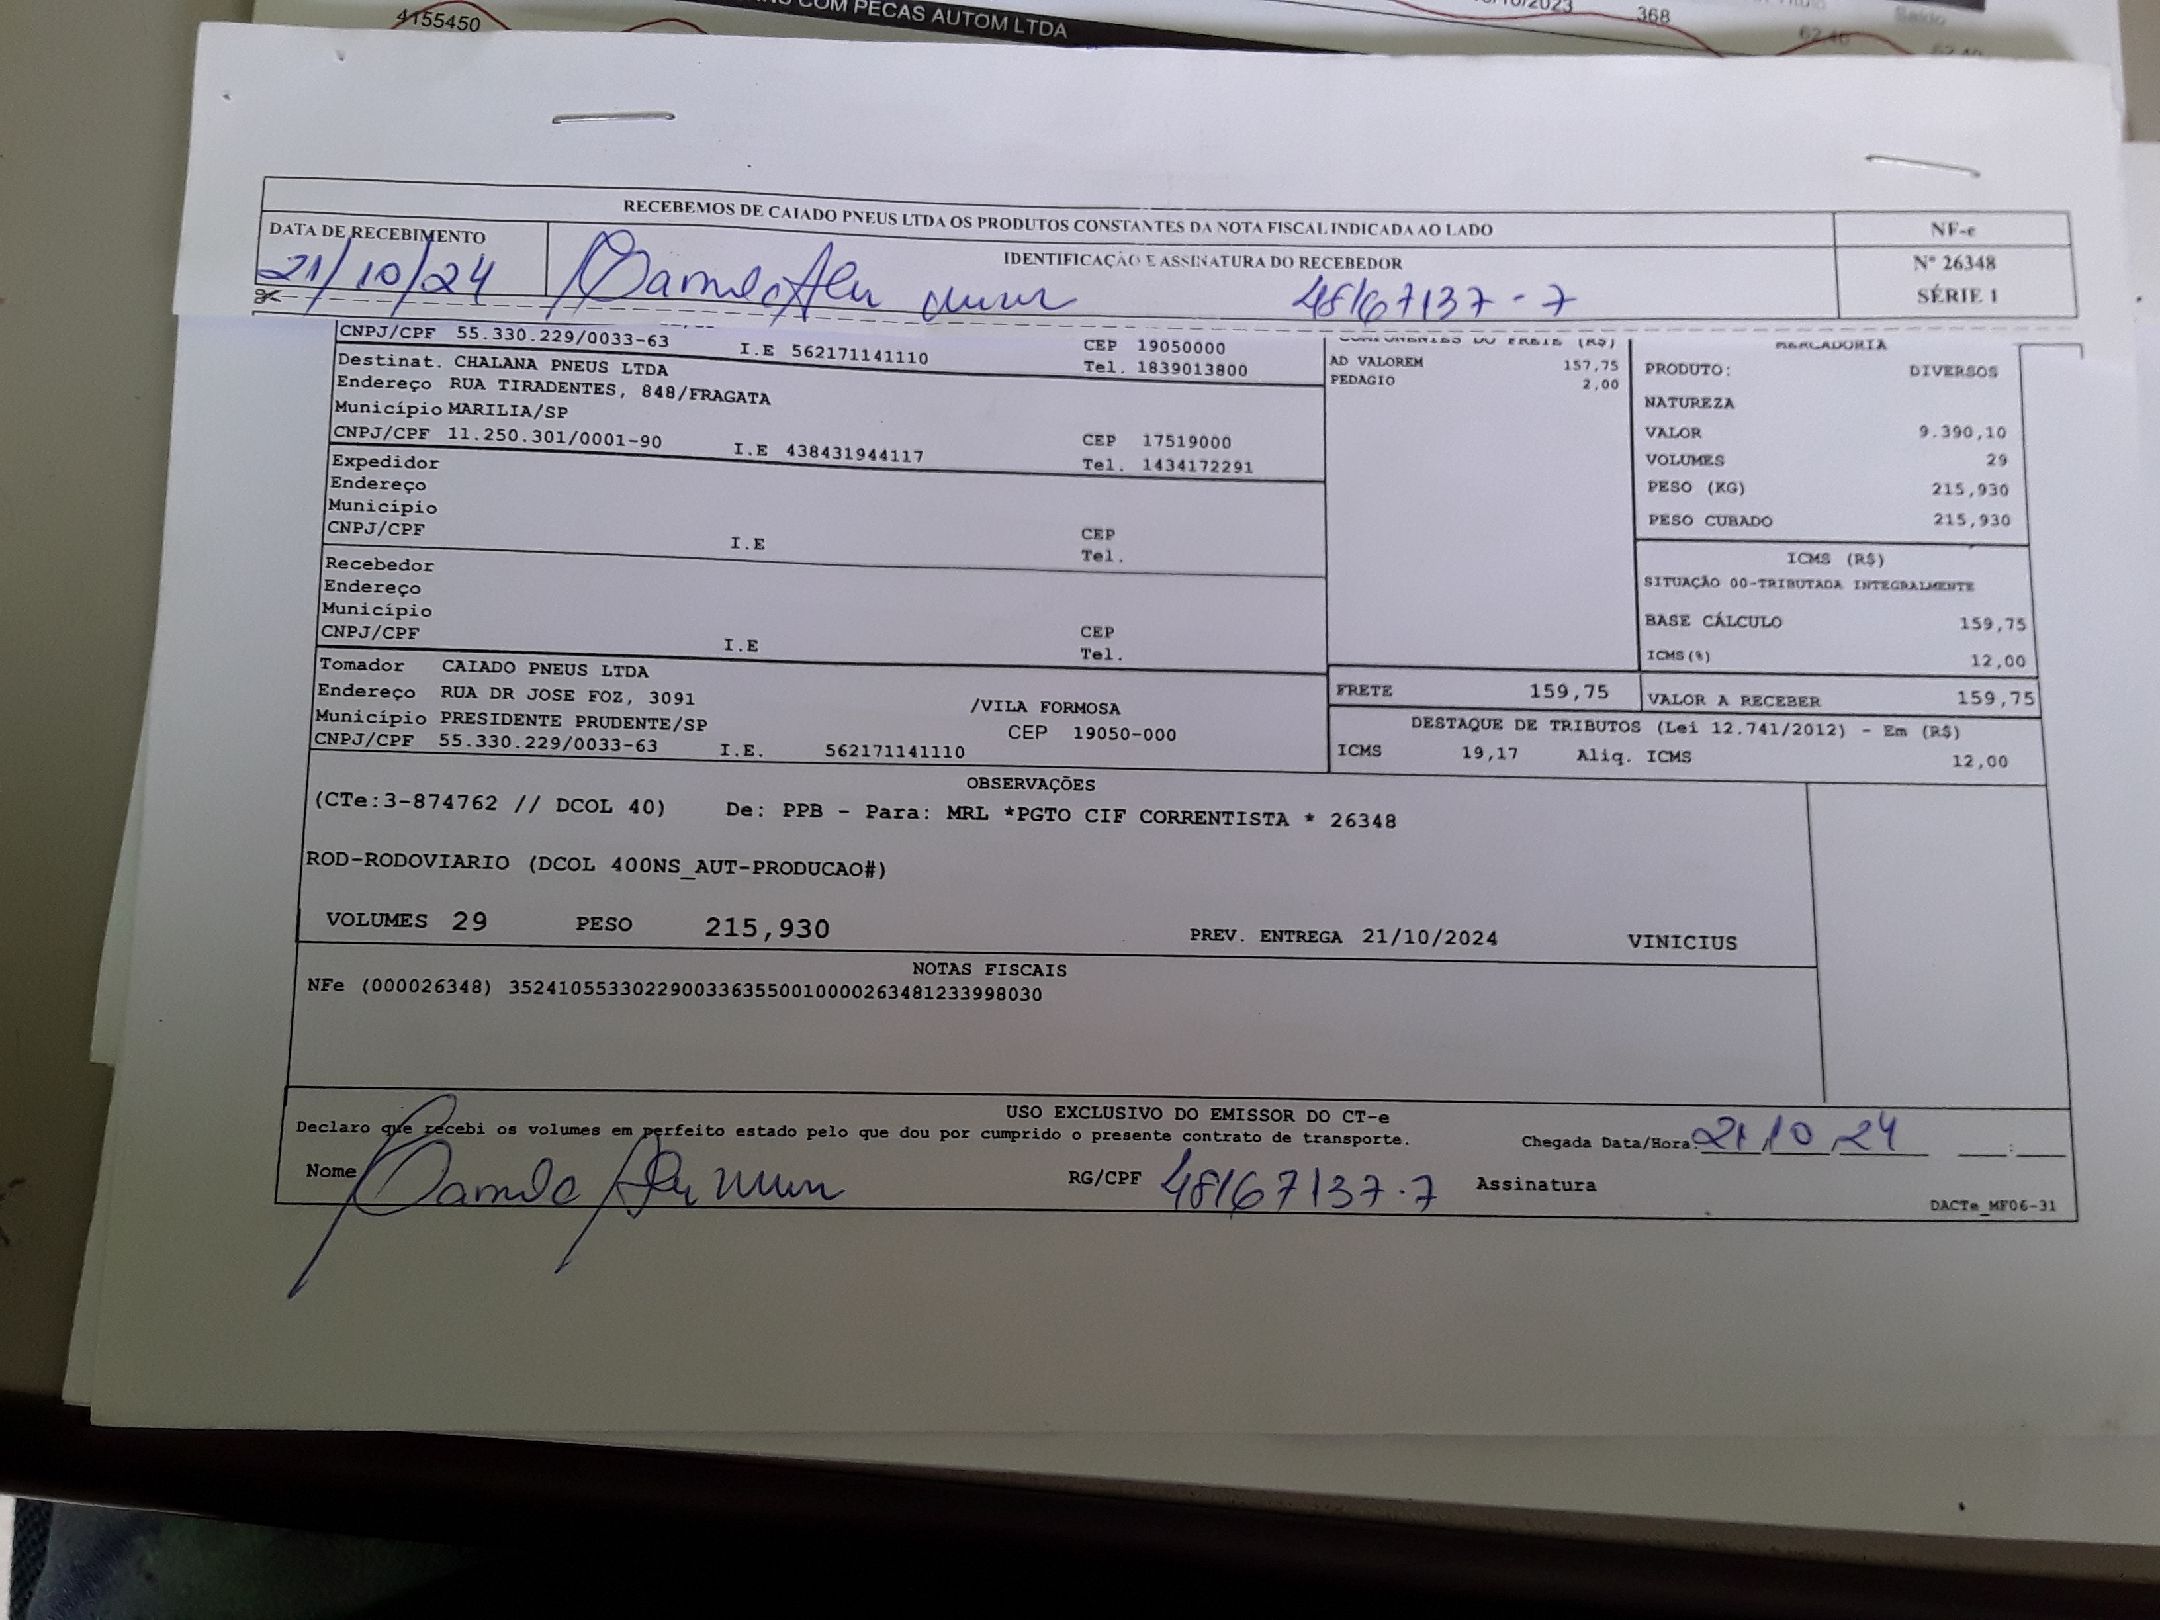 4155450
COM PECAS AUTOM LTDA
368
62,40
Saldo
RECEBEMOS DE CAIADO PNEUS LTDA OS PRODUTOS CONSTANTES DA NOTA FISCAL INDICADA AO LADO
NF-e
Nº 26348
SÉRIE 1
DATA DE RECEBIMENTO
21/10/24
IDENTIFICAÇÃO E ASSINATURA DO RECEBEDOR
48167137-7
CNPJ/CPF 55.330.229/0033-63 I.E 562171141110 CEP 19050000
Tel. 1839013800
Destinat. CHALANA PNEUS LTDA
Endereço RUA TIRADENTES, 848/FRAGATA
Município MARILIA/SP
CNPJ/CPF 11.250.301/0001-90 I.E 438431944117 CEP 17519000
Tel. 1434172291
Expedidor
Endereço
Município
CNPJ/CPF I.E CEP
Tel.
Recebedor
Endereço
Município
CNPJ/CPF I.E CEP
Tel.
Tomador CAIADO PNEUS LTDA
Endereço RUA DR JOSE FOZ, 3091 /VILA FORMOSA
Município PRESIDENTE PRUDENTE/SP CEP 19050-000
CNPJ/CPF 55.330.229/0033-63 I.E. 562171141110
COMPONENTES DO FRETE (R$)
AD VALOREM 157,75
PEDAGIO 2,00
FRETE 159,75
MERCADORIA
PRODUTO: DIVERSOS
NATUREZA
VALOR 9.390,10
VOLUMES 29
PESO (KG) 215,930
PESO CUBADO 215,930
ICMS (R$)
SITUAÇÃO 00-TRIBUTADA INTEGRALMENTE
BASE CÁLCULO 159,75
ICMS(%) 12,00
VALOR A RECEBER 159,75
DESTAQUE DE TRIBUTOS (Lei 12.741/2012) - Em (R$)
ICMS 19,17 Aliq. ICMS 12,00
OBSERVAÇÕES
(CTe:3-874762 // DCOL 40) De: PPB - Para: MRL *PGTO CIF CORRENTISTA * 26348
ROD-RODOVIARIO (DCOL 400NS_AUT-PRODUCAO#)
VOLUMES 29 PESO 215,930 PREV. ENTREGA 21/10/2024 VINICIUS
NOTAS FISCAIS
NFe (000026348) 35241055330229003363550010000263481233998030
USO EXCLUSIVO DO EMISSOR DO CT-e
Declaro que recebi os volumes em perfeito estado pelo que dou por cumprido o presente contrato de transporte.
Chegada Data/Hora: 21 10 24 :
Nome
RG/CPF 48167137.7 Assinatura
DACTe_MF06-31